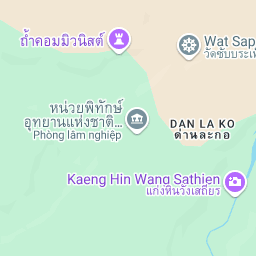 ถ้ำคอมมิวนิสต์
Wat Sap
วัดซับประเ
หน่วยพิทักษ์
อุทยานแห่งชาติ...
Phòng lâm nghiệp
DAN LA KO
ด่านละกอ
Kaeng Hin Wang Sathien
แก่งหินวังเสถียร